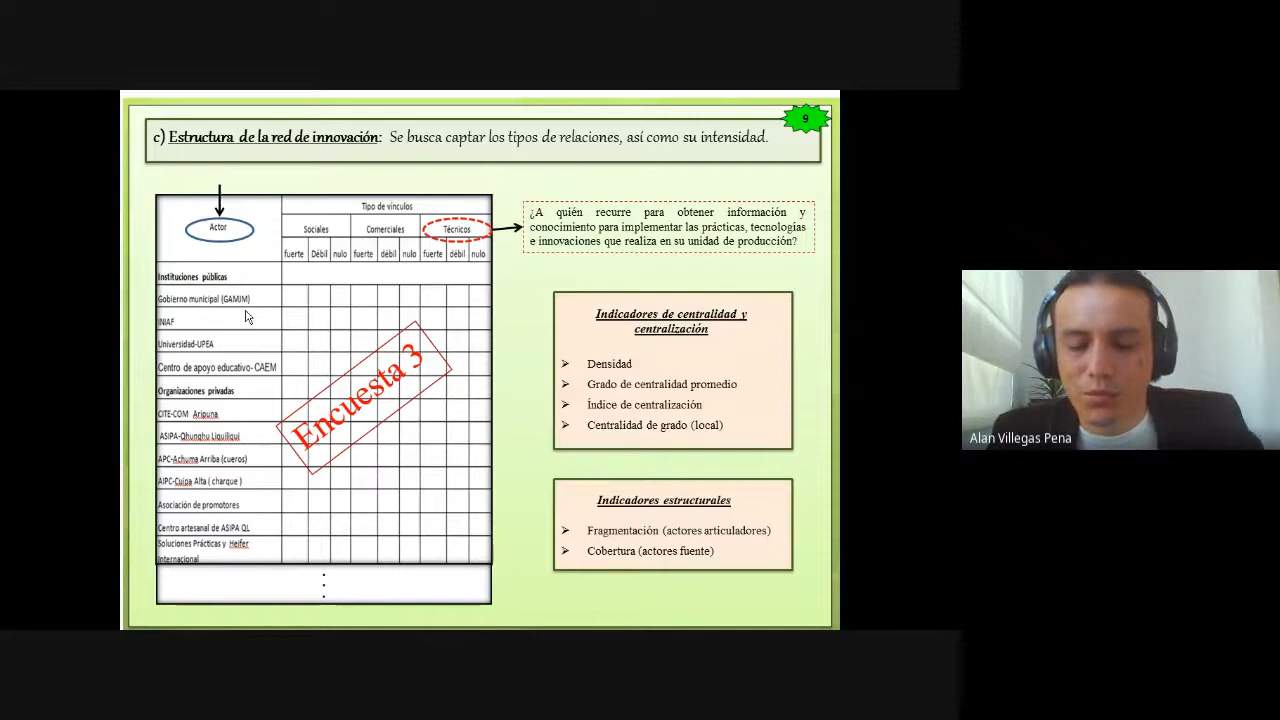 9
c) Estructura de la red de innovación: Se busca captar los tipos de relaciones, así como su intensidad.
Actor
Tipo de vínculos
Sociales Comerciales Técnicos
fuerte Débil nulo fuerte débil nulo fuerte débil nulo
Instituciones públicas
Gobierno municipal (GAMJM)
INIAF
Universidad-UPEA
Centro de apoyo educativo- CAEM
Organizaciones privadas
CITE-COM Aripuna
ASIPA-Qhunqhu Liquiliqui
APC-Achuma Arriba (cueros)
AIPC-Cuipa Alta ( charque )
Asociación de promotores
Centro artesanal de ASIPA QL
Soluciones Prácticas y Heifer
Internacional
Encuesta 3
¿A quién recurre para obtener información y
conocimiento para implementar las prácticas, tecnologías
e innovaciones que realiza en su unidad de producción?
Indicadores de centralidad y
centralización
Densidad
Grado de centralidad promedio
Índice de centralización
Centralidad de grado (local)
Indicadores estructurales
Fragmentación (actores articuladores)
Cobertura (actores fuente)
Alan Villegas Pena